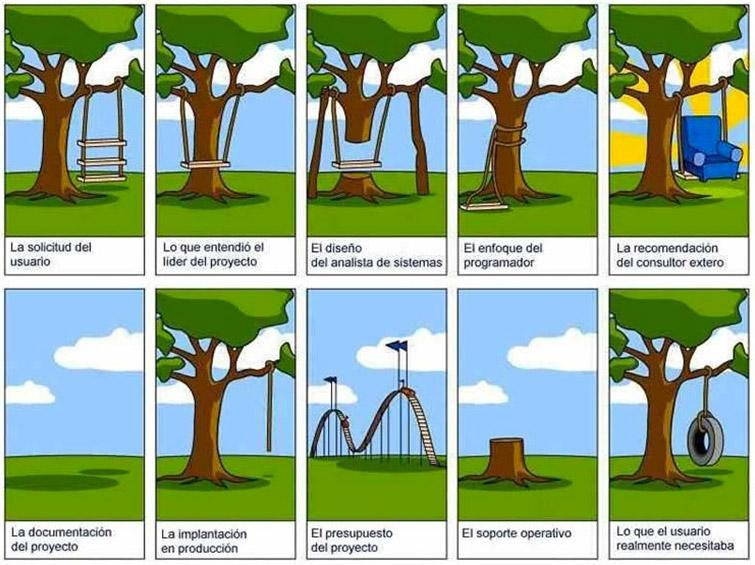 La solicitud del
usuario
Lo que entendió el
líder del proyecto
El diseño
del analista de sistemas
El enfoque del
programador
La recomendación
del consultor extero
La documentación
del proyecto
La implantación
en producción
El presupuesto
del proyecto
El soporte operativo
Lo que el usuario
realmente necesitaba